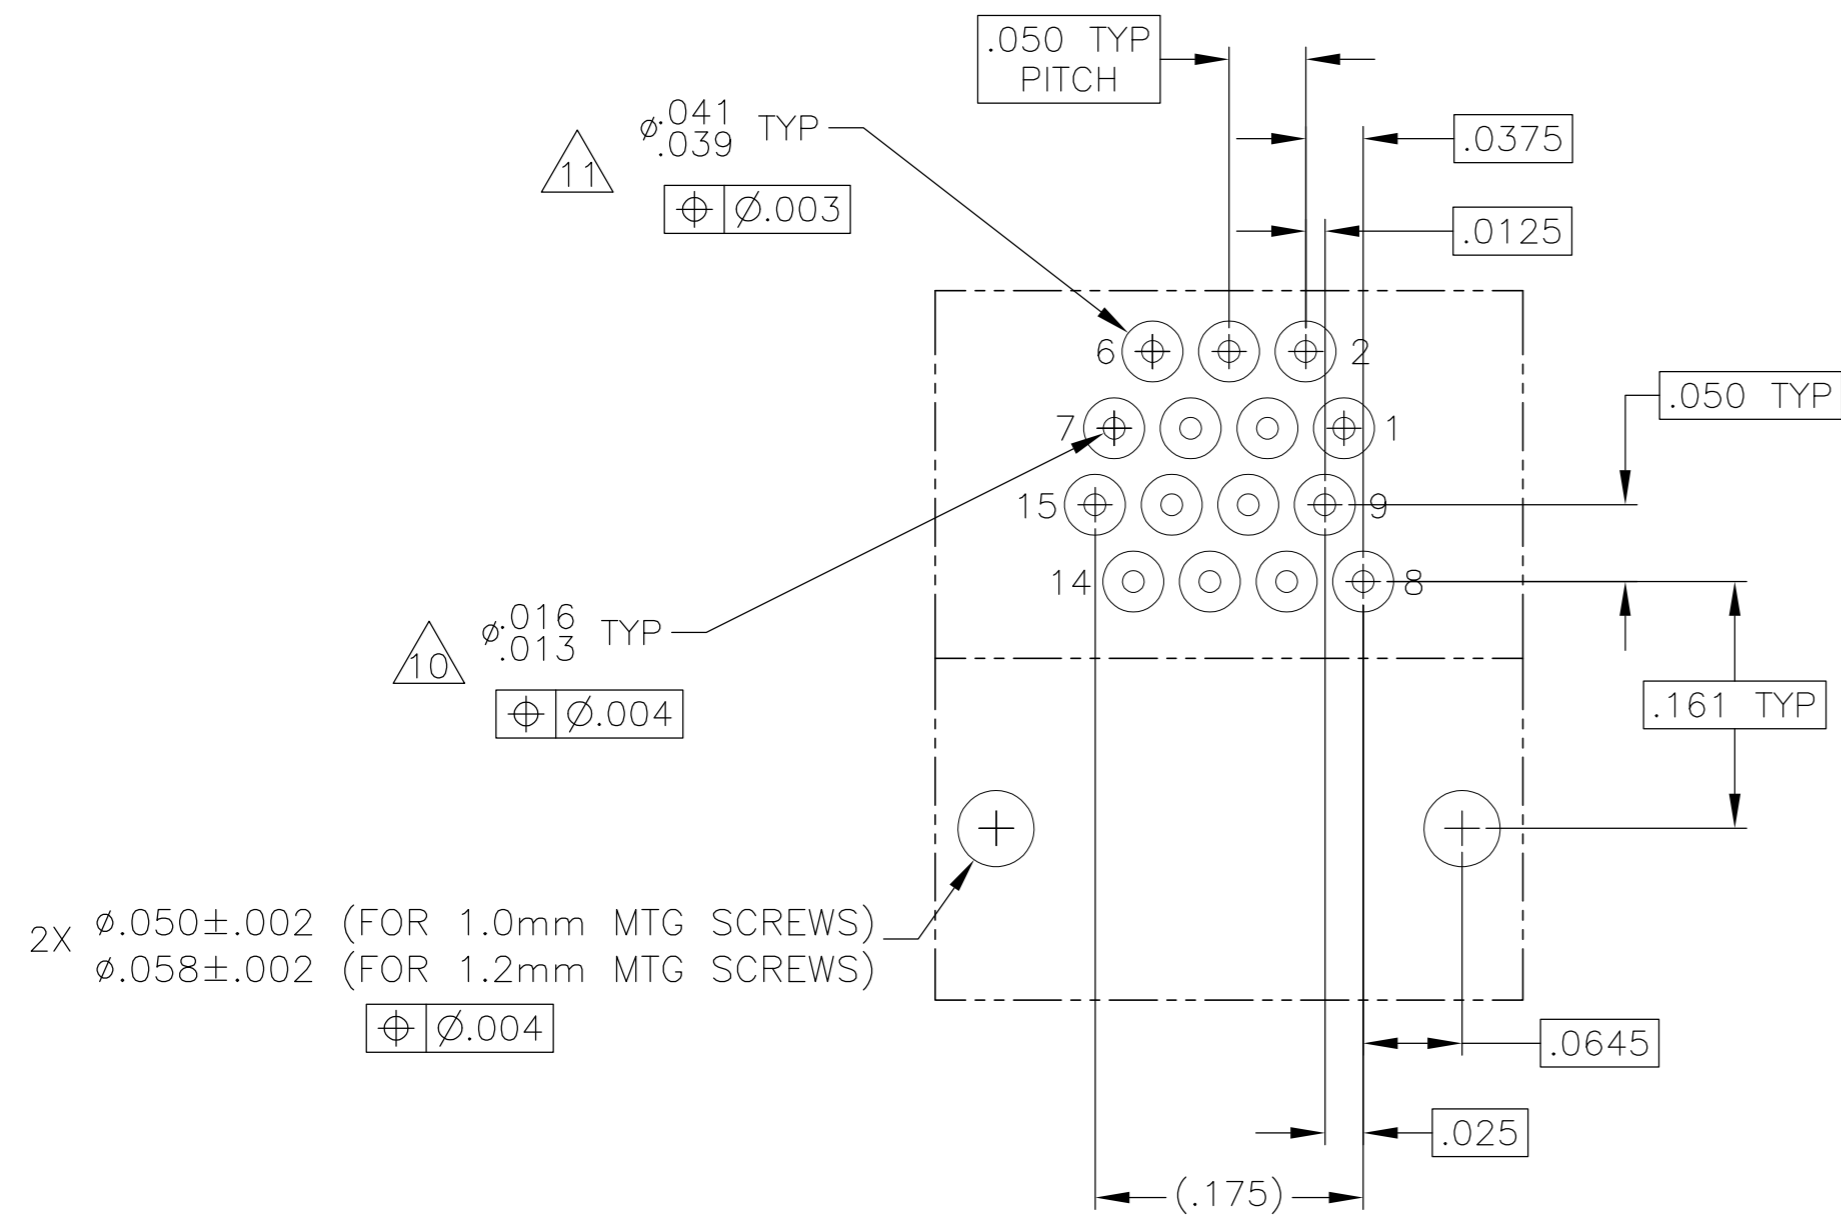 .050 TYP
PITCH
⌀.041 TYP
.039
11
⌖ ⌀.003
.0375
.0125
6 2
.050 TYP
7 1
15 9
14 8
⌀.016 TYP
.013
10
⌖ ⌀.004
.161 TYP
2X ⌀.050±.002 (FOR 1.0mm MTG SCREWS)
⌀.058±.002 (FOR 1.2mm MTG SCREWS)
⌖ ⌀.004
.0645
.025
(.175)